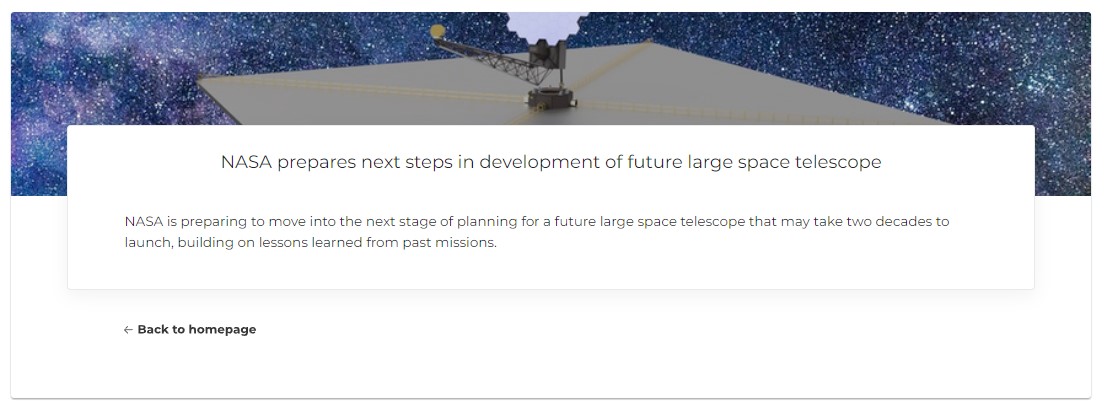 NASA prepares next steps in development of future large space telescope
NASA is preparing to move into the next stage of planning for a future large space telescope that may take two decades to
launch, building on lessons learned from past missions.
← Back to homepage